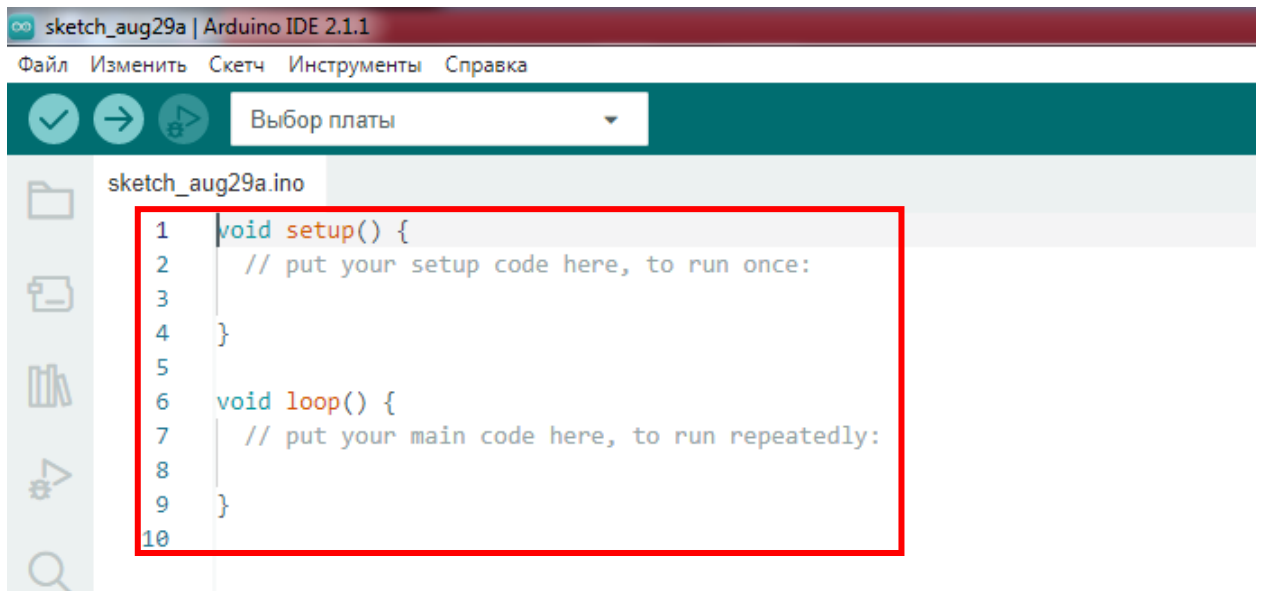 sketch_aug29a | Arduino IDE 2.1.1
Файл Изменить Скетч Инструменты Справка
Выбор платы
sketch_aug29a.ino
1 void setup() {
2 // put your setup code here, to run once:
3
4 }
5
6 void loop() {
7 // put your main code here, to run repeatedly:
8
9 }
10